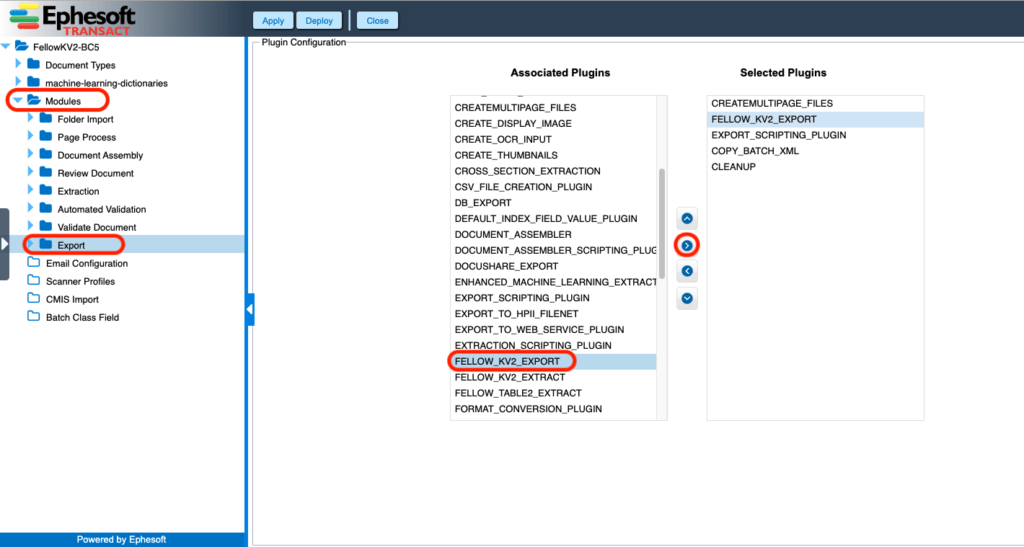 Ephesoft
TRANSACT
Apply
Deploy
Close
FellowKV2-BC5
Document Types
machine-learning-dictionaries
Modules
Folder Import
Page Process
Document Assembly
Review Document
Extraction
Automated Validation
Validate Document
Export
Email Configuration
Scanner Profiles
CMIS Import
Batch Class Field
Powered by Ephesoft
Plugin Configuration
Associated Plugins
CREATEMULTIPAGE_FILES
CREATE_DISPLAY_IMAGE
CREATE_OCR_INPUT
CREATE_THUMBNAILS
CROSS_SECTION_EXTRACTION
CSV_FILE_CREATION_PLUGIN
DB_EXPORT
DEFAULT_INDEX_FIELD_VALUE_PLUGIN
DOCUMENT_ASSEMBLER
DOCUMENT_ASSEMBLER_SCRIPTING_PLUG
DOCUSHARE_EXPORT
ENHANCED_MACHINE_LEARNING_EXTRACT
EXPORT_SCRIPTING_PLUGIN
EXPORT_TO_HPII_FILENET
EXPORT_TO_WEB_SERVICE_PLUGIN
EXTRACTION_SCRIPTING_PLUGIN
FELLOW_KV2_EXPORT
FELLOW_KV2_EXTRACT
FELLOW_TABLE2_EXTRACT
FORMAT_CONVERSION_PLUGIN
Selected Plugins
CREATEMULTIPAGE_FILES
FELLOW_KV2_EXPORT
EXPORT_SCRIPTING_PLUGIN
COPY_BATCH_XML
CLEANUP